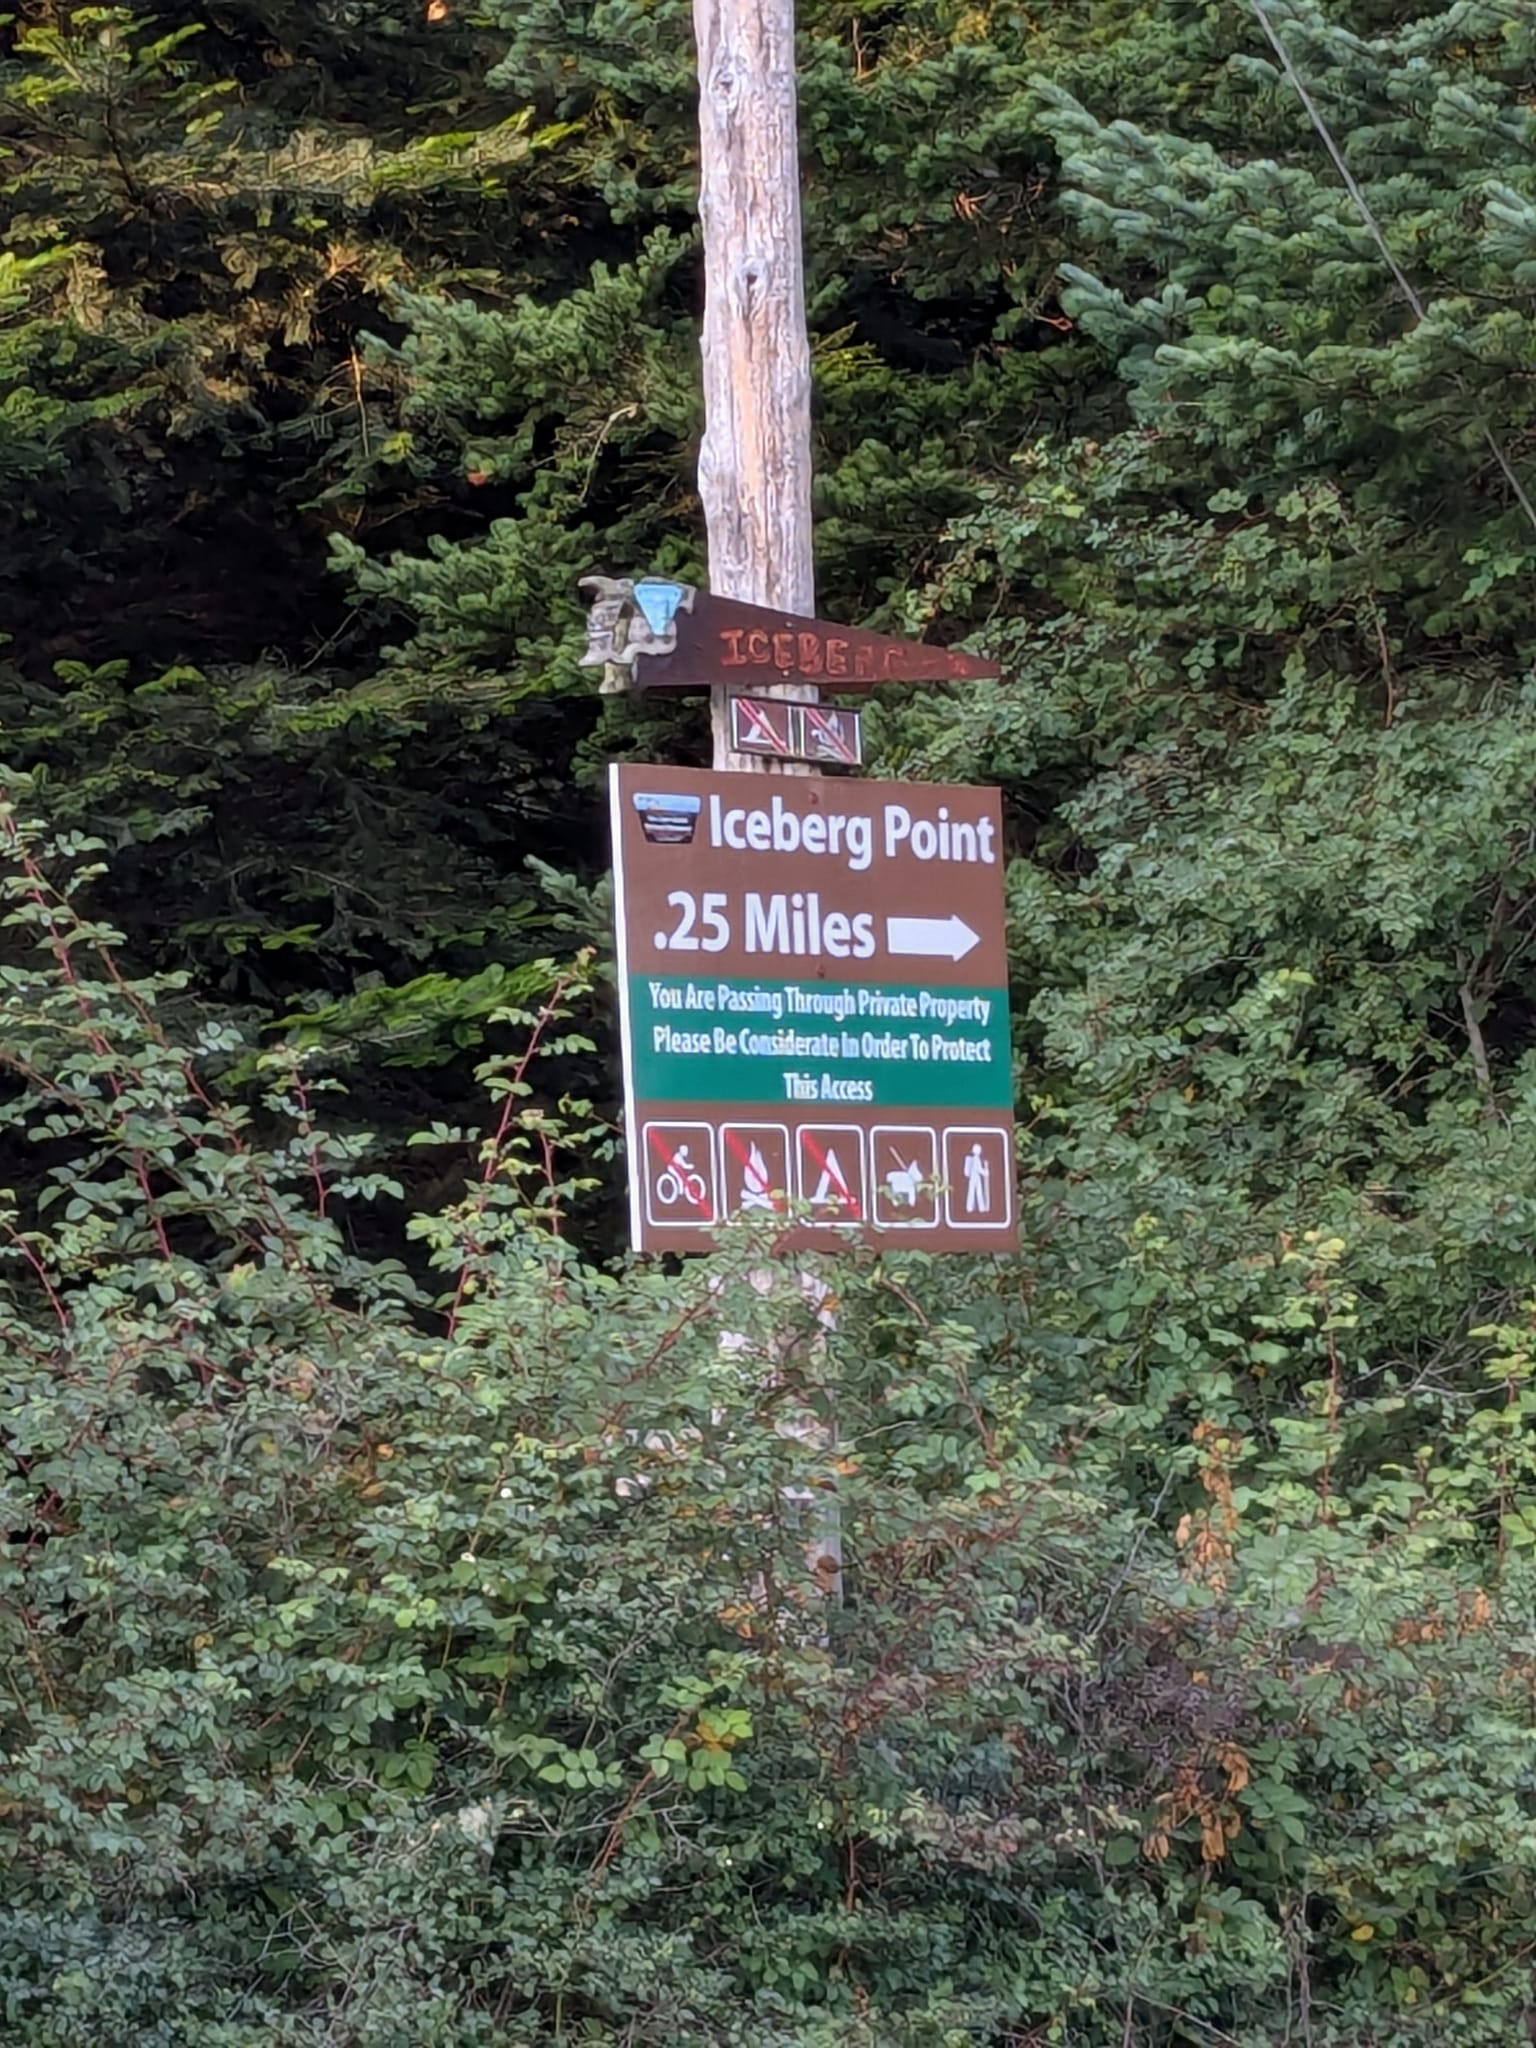 ICEBERG
Iceberg Point
.25 Miles
You Are Passing Through Private Property
Please Be Considerate In Order To Protect
This Access